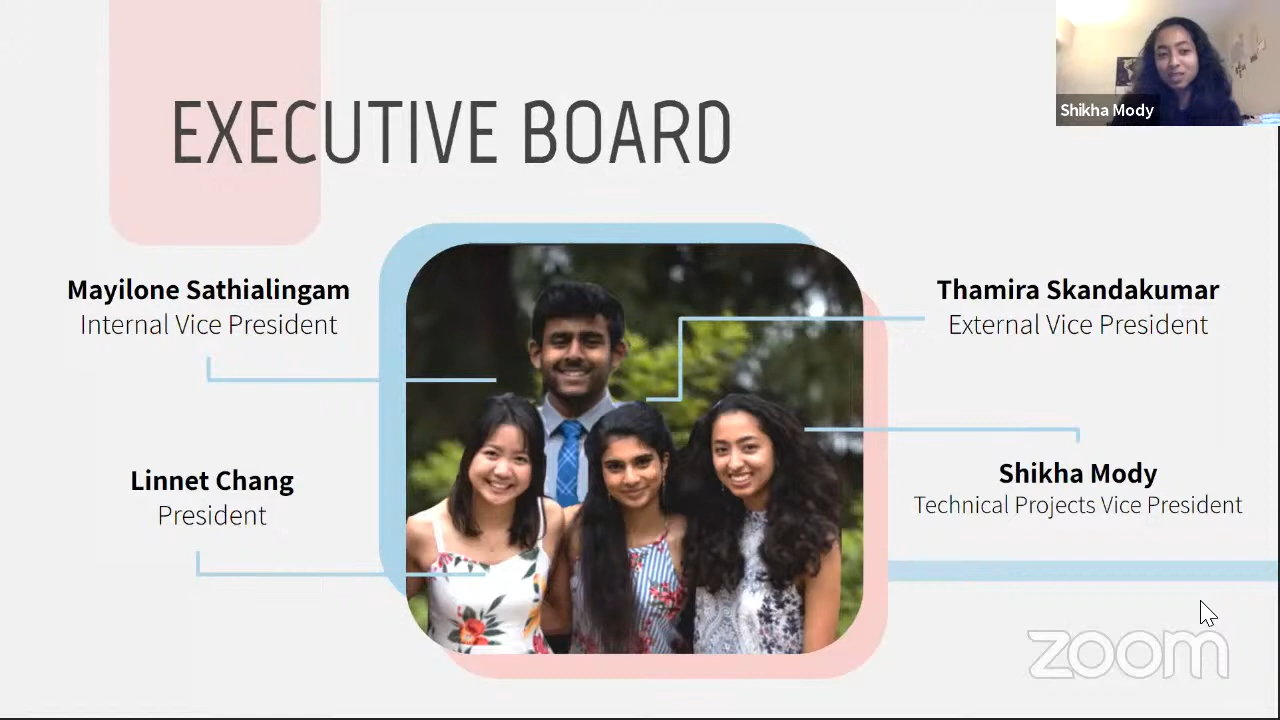 Shikha Mody
EXECUTIVE BOARD
Mayilone Sathialingam
Internal Vice President
Thamira Skandakumar
External Vice President
Linnet Chang
President
Shikha Mody
Technical Projects Vice President
zoom